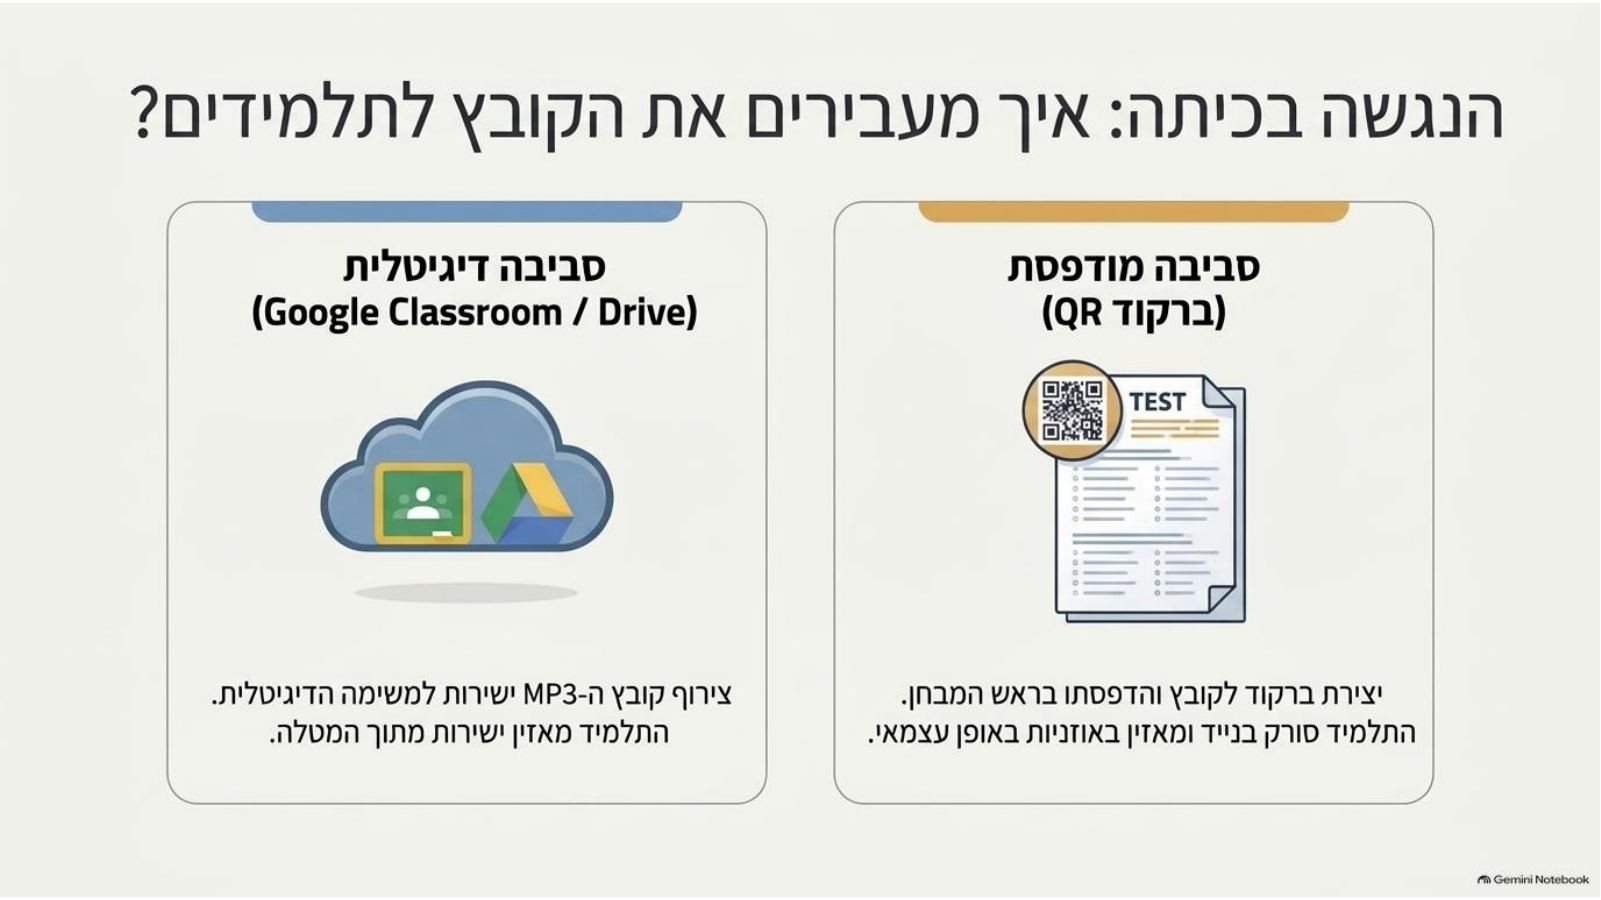 הנגשה בכיתה: איך מעבירים את הקובץ לתלמידים?
סביבה מודפסת
(ברקוד QR)
TEST
יצירת ברקוד לקובץ והדפסתו בראש המבחן.
התלמיד סורק בנייד ומאזין באוזניות באופן עצמאי.
סביבה דיגיטלית
(Google Classroom / Drive)
צירוף קובץ ה-MP3 ישירות למשימה הדיגיטלית.
התלמיד מאזין ישירות מתוך המטלה.
Gemini Notebook